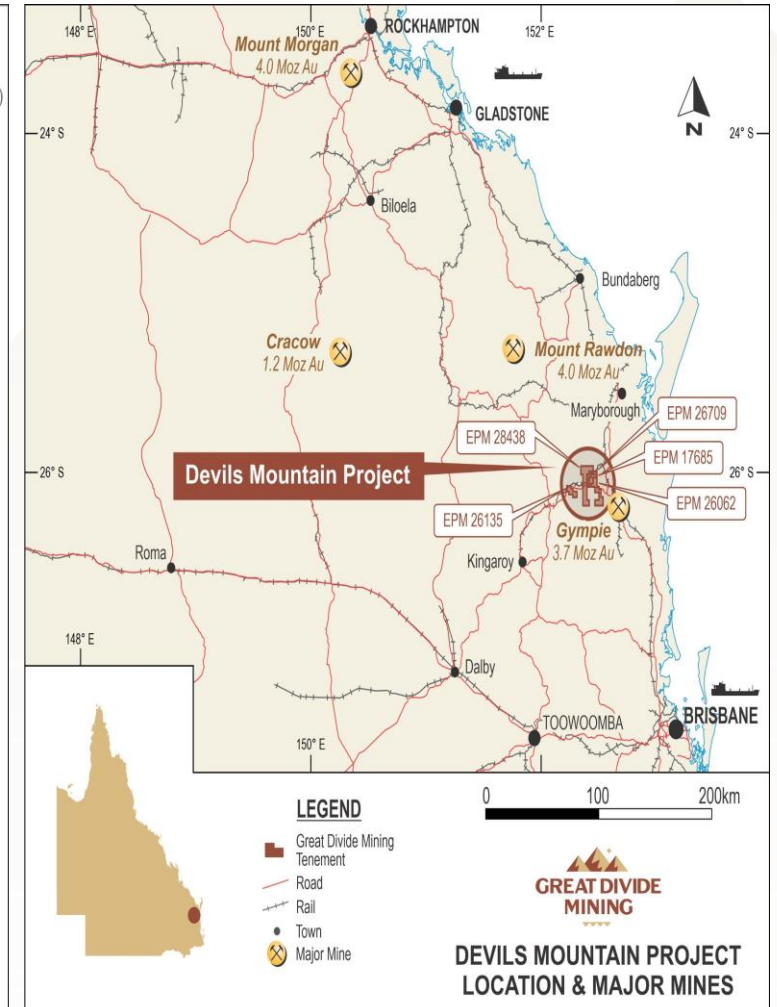 148° E
150° E
152° E
ROCKHAMPTON
Mount Morgan
4.0 Moz Au
GLADSTONE
N
24° S
24° S
Biloela
Bundaberg
Cracow
1.2 Moz Au
Mount Rawdon
4.0 Moz Au
Maryborough
EPM 26709
EPM 28438
EPM 17685
26° S
Devils Mountain Project
26° S
EPM 26062
EPM 26135
Gympie
3.7 Moz Au
Roma
Kingaroy
148° E
Dalby
BRISBANE
TOOWOOMBA
150° E
LEGEND
Great Divide Mining
Tenement
Road
Rail
Town
Major Mine
0 100 200km
GREAT DIVIDE
MINING
DEVILS MOUNTAIN PROJECT
LOCATION & MAJOR MINES